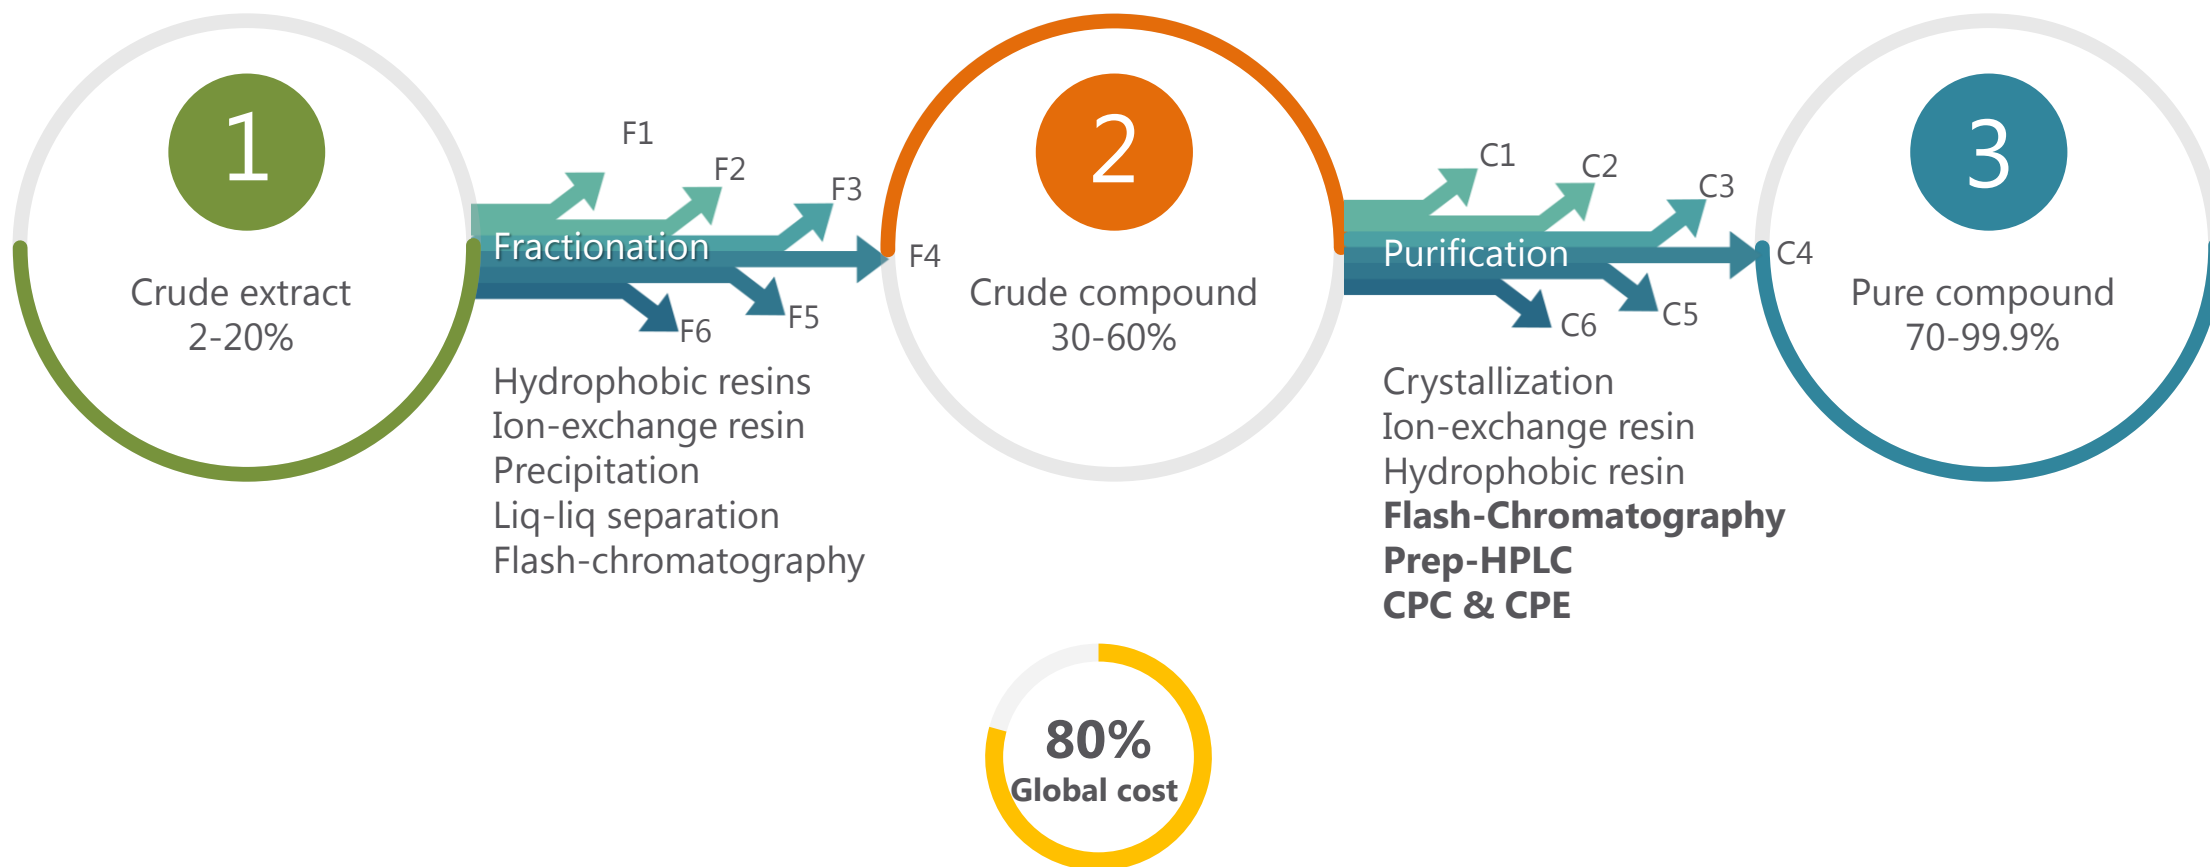 1
Crude extract
2-20%
F1
F2
F3
F4
F5
F6
Fractionation
Hydrophobic resins
Ion-exchange resin
Precipitation
Liq-liq separation
Flash-chromatography
2
Crude compound
30-60%
C1
C2
C3
C4
C5
C6
Purification
Crystallization
Ion-exchange resin
Hydrophobic resin
Flash-Chromatography
Prep-HPLC
CPC & CPE
3
Pure compound
70-99.9%
80%
Global cost